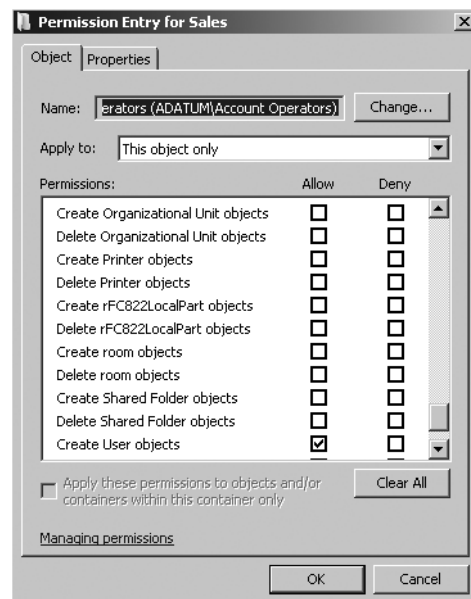 Permission Entry for Sales
Object Properties
Name: erators (ADATUM\Account Operators) Change...
Apply to: This object only
Permissions: Allow Deny
Create Organizational Unit objects
Delete Organizational Unit objects
Create Printer objects
Delete Printer objects
Create rFC822LocalPart objects
Delete rFC822LocalPart objects
Create room objects
Delete room objects
Create Shared Folder objects
Delete Shared Folder objects
Create User objects
Apply these permissions to objects and/or
containers within this container only
Clear All
Managing permissions
OK Cancel